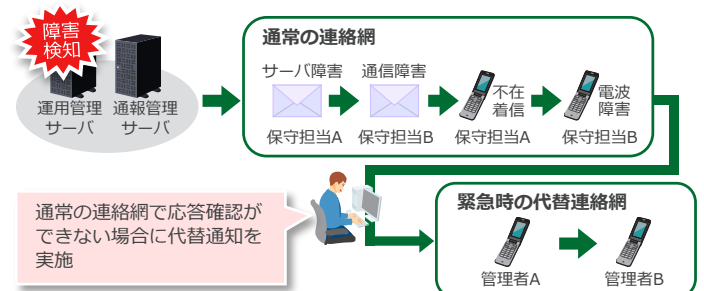 障害
検知
運用管理
サーバ
通報管理
サーバ
通常の連絡網
サーバ障害
通信障害
不在
着信
電波
障害
保守担当A
保守担当B
保守担当A
保守担当B
通常の連絡網で応答確認が
できない場合に代替通知を
実施
緊急時の代替連絡網
管理者A
管理者B